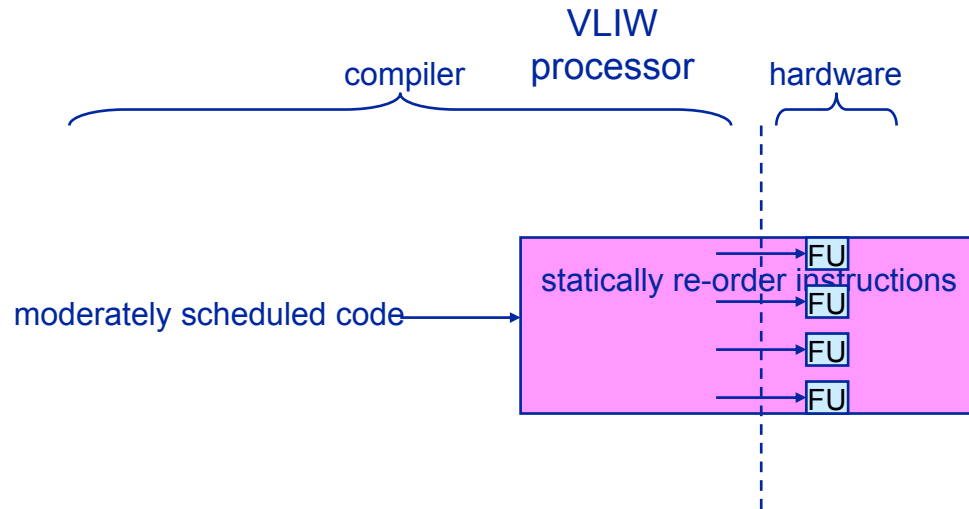 VLIW
processor
compiler
hardware
FU
statically re-order instructions
FU
moderately scheduled code
FU
FU